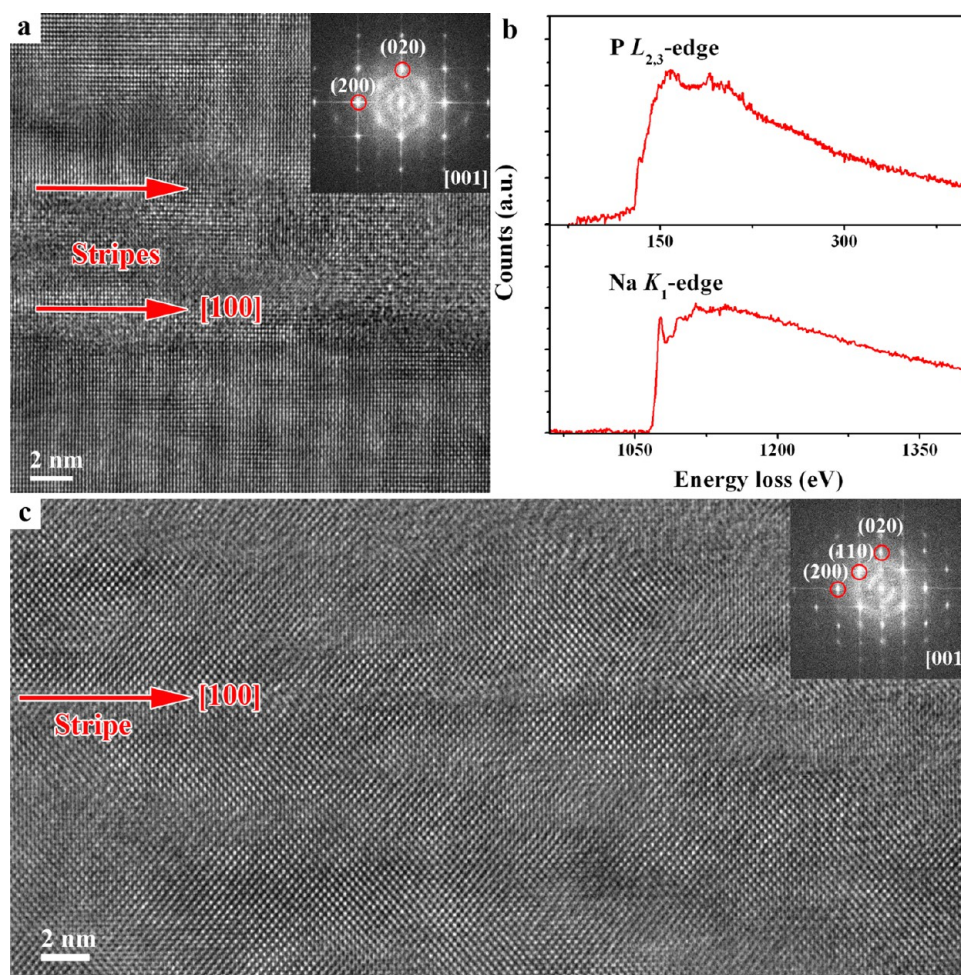 a
(020)
(200)
[001]
Stripes
[100]
2 nm
b
P L2,3-edge
Counts (a.u.)
150
300
Na K1-edge
1050
1200
1350
Energy loss (eV)
c
(020)
(110)
(200)
[001
[100]
Stripe
2 nm